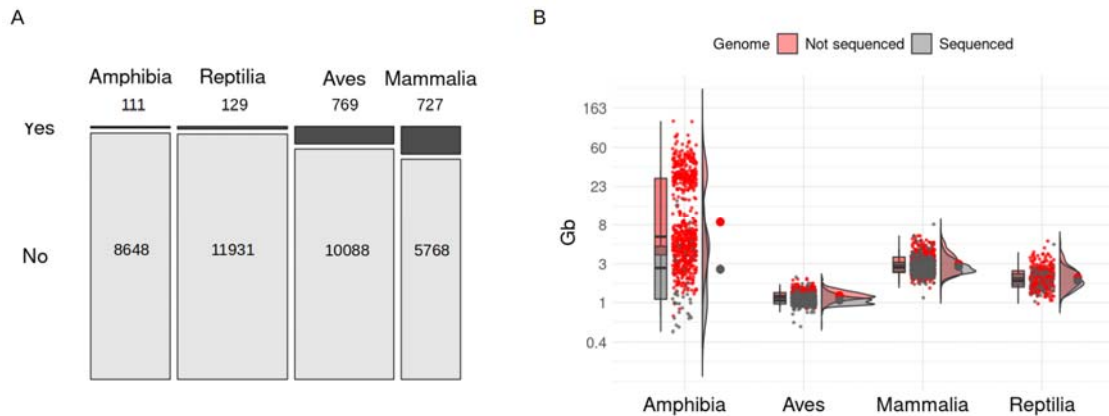 A
Amphibia Reptilia Aves Mammalia
111 129 769 727
Yes
No
8648 11931 10088 5768
B
Genome Not sequenced Sequenced
163
60
23
8
3
1
0.4
Gb
Amphibia Aves Mammalia Reptilia